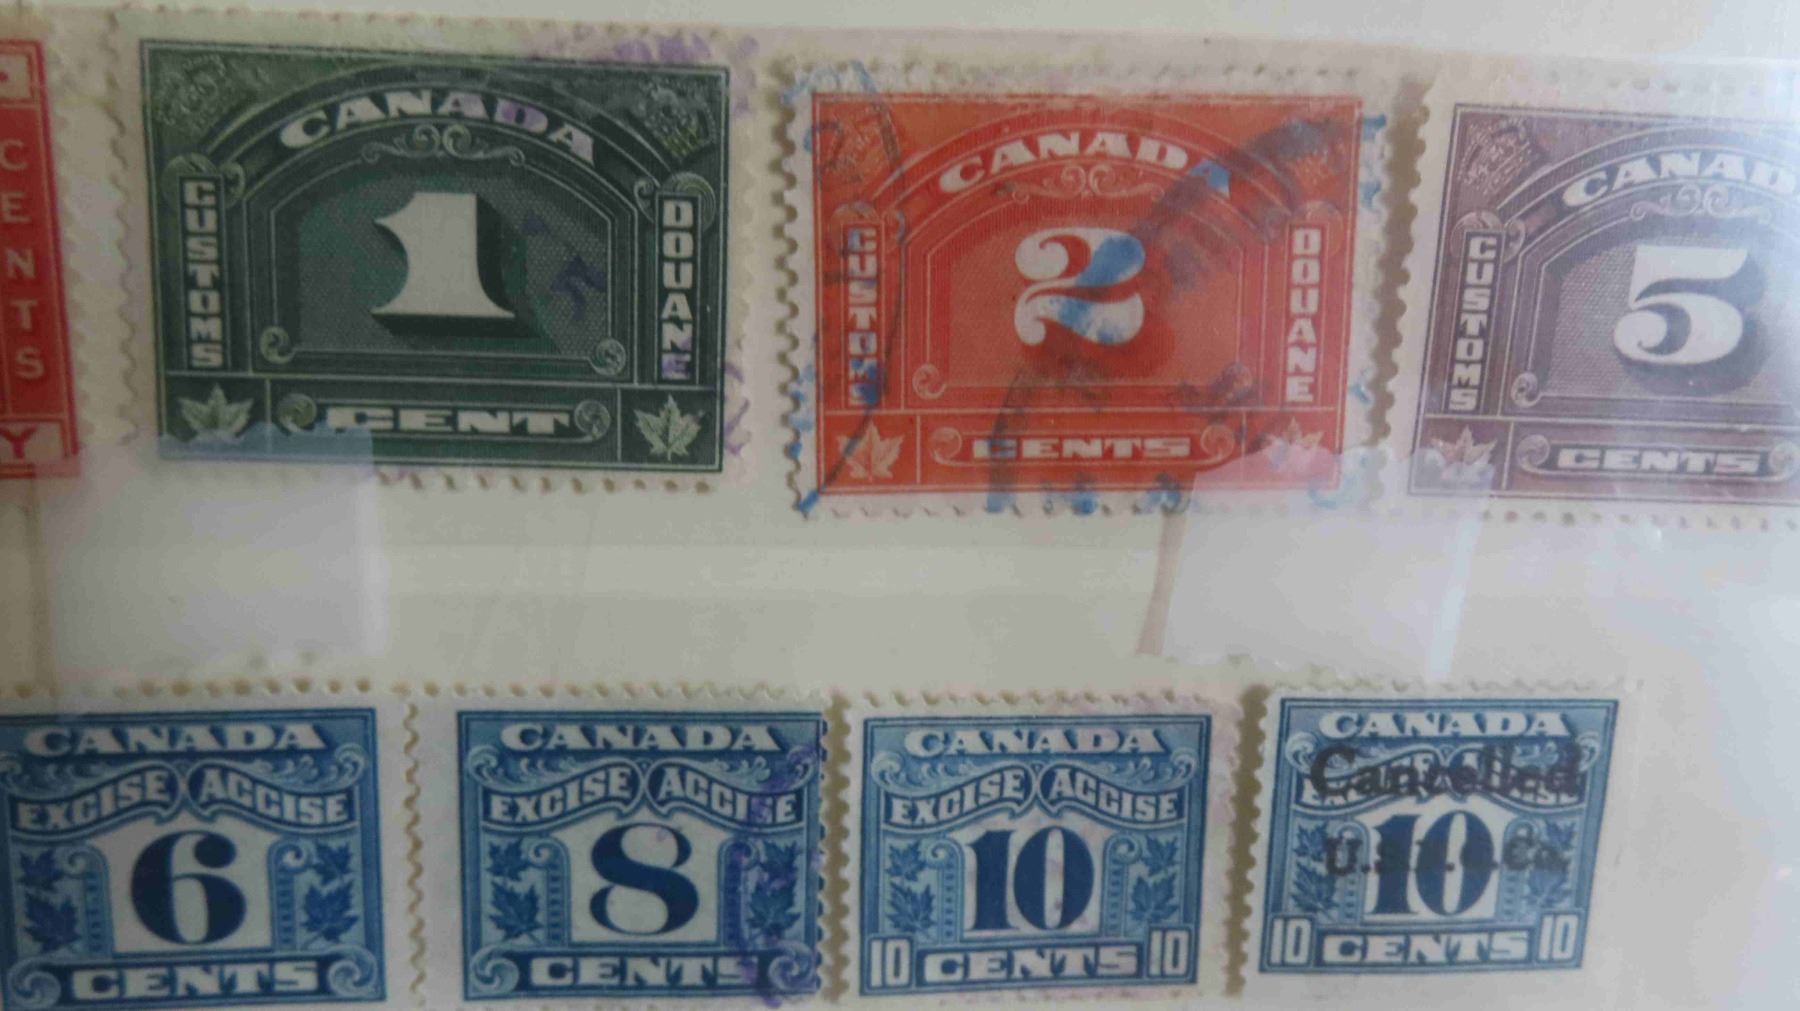 CENTS
Y
CANADA
CUSTOMS
1
DOUANE
CENT
CANADA
CUSTOMS
2
DOUANE
CENTS
CANAD
CUSTOMS
5
CENTS
CANADA
EXCISE ACCISE
6
CENTS
CANADA
EXCISE ACCISE
8
CENTS
CANADA
EXCISE ACCISE
10
10 CENTS 10
CANADA
Cancelled
10
10 CENTS 10